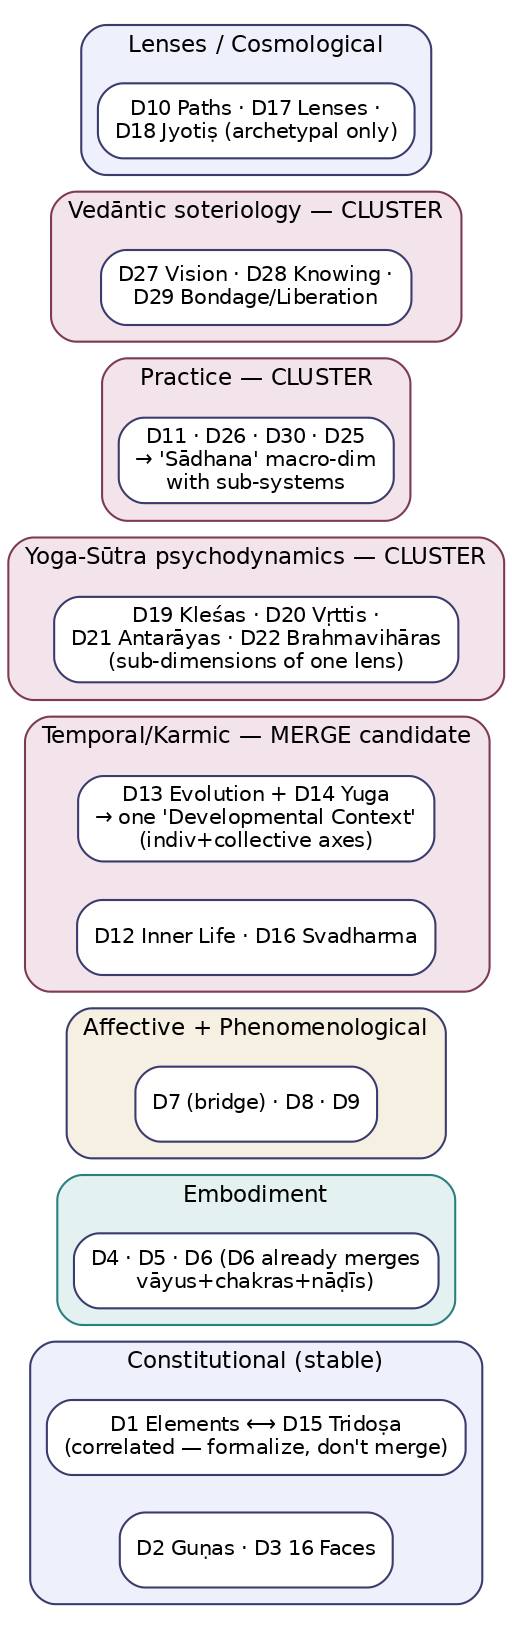 Lenses / Cosmological
D10 Paths · D17 Lenses ·
D18 Jyotiṣ (archetypal only)
Vedāntic soteriology — CLUSTER
D27 Vision · D28 Knowing ·
D29 Bondage/Liberation
Practice — CLUSTER
D11 · D26 · D30 · D25
→ 'Sādhana' macro-dim
with sub-systems
Yoga-Sūtra psychodynamics — CLUSTER
D19 Kleśas · D20 Vṛttis ·
D21 Antarāyas · D22 Brahmavihāras
(sub-dimensions of one lens)
Temporal/Karmic — MERGE candidate
D13 Evolution + D14 Yuga
→ one 'Developmental Context'
(indiv+collective axes)
D12 Inner Life · D16 Svadharma
Affective + Phenomenological
D7 (bridge) · D8 · D9
Embodiment
D4 · D5 · D6 (D6 already merges
vāyus+chakras+nāḍīs)
Constitutional (stable)
D1 Elements ⟷ D15 Tridoṣa
(correlated — formalize, don't merge)
D2 Guṇas · D3 16 Faces